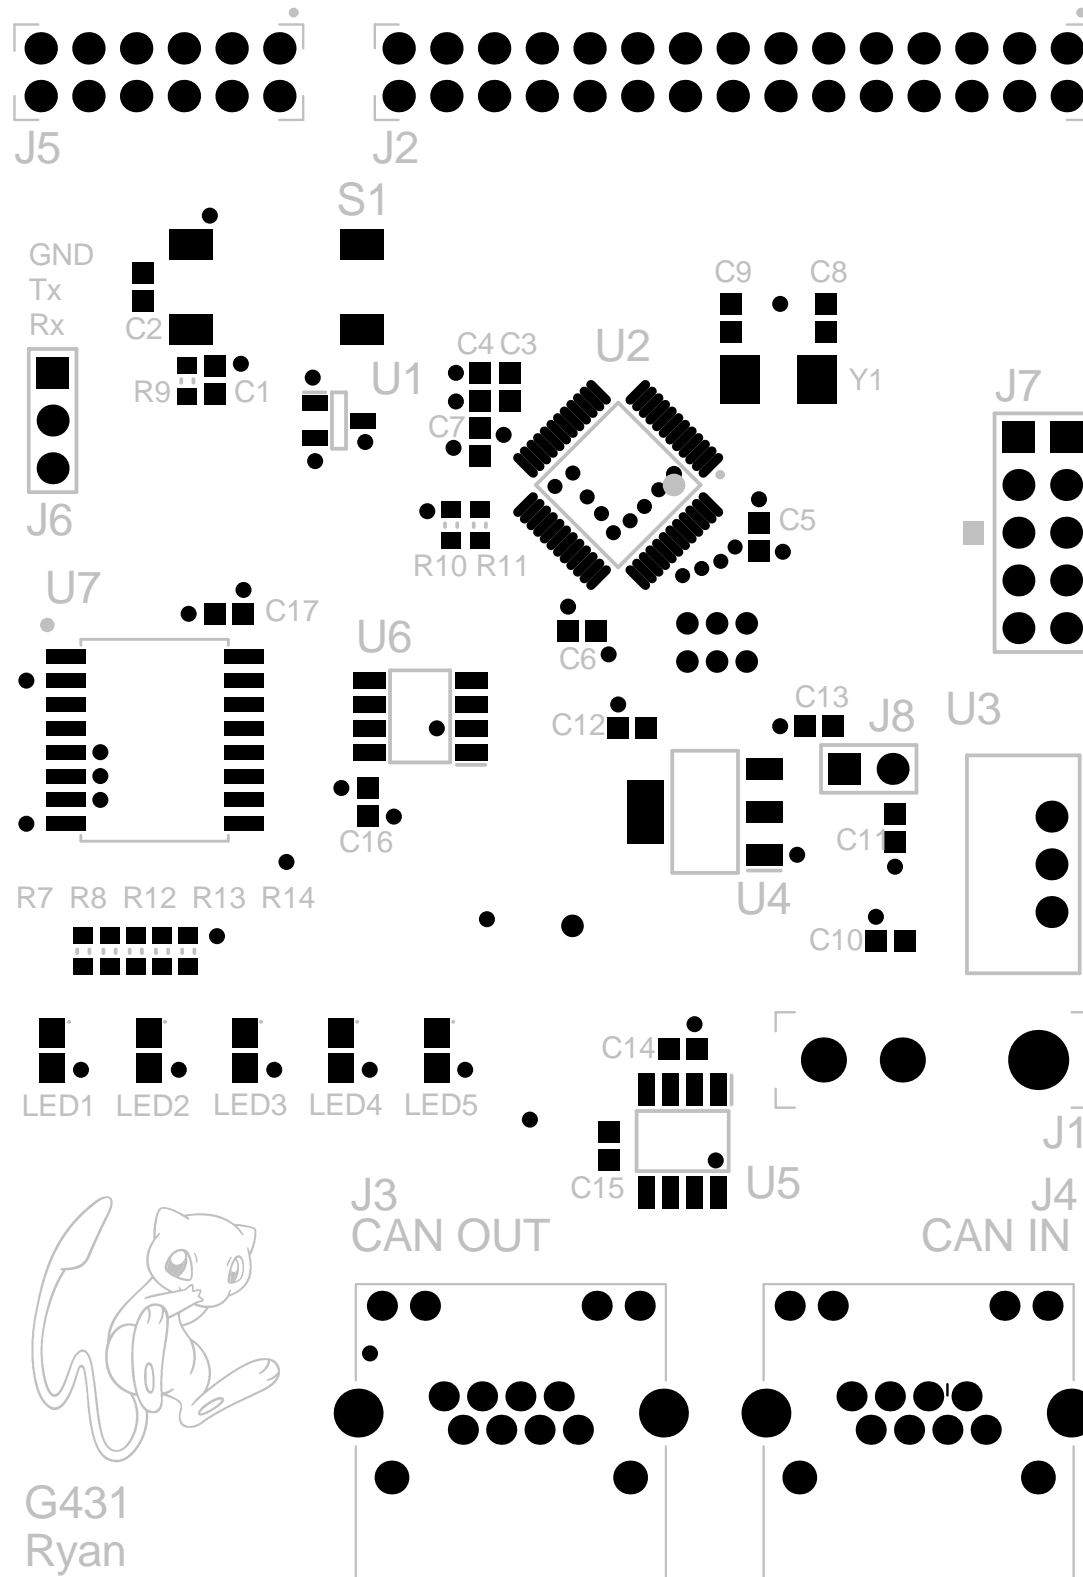 J5 J2
S1
GND
Tx
Rx
C9 C8
C2
C4 C3 U2
R9 C1 U1 Y1 J7
C7
J6 C5
R10 R11
U7
C17
U6
C6
C13 U3
C12 J8
C16 C11
R7 R8 R12 R13 R14 U4
C10
C14
LED1 LED2 LED3 LED4 LED5
J1
C15 U5
J3 J4
CAN OUT CAN IN
G431
Ryan